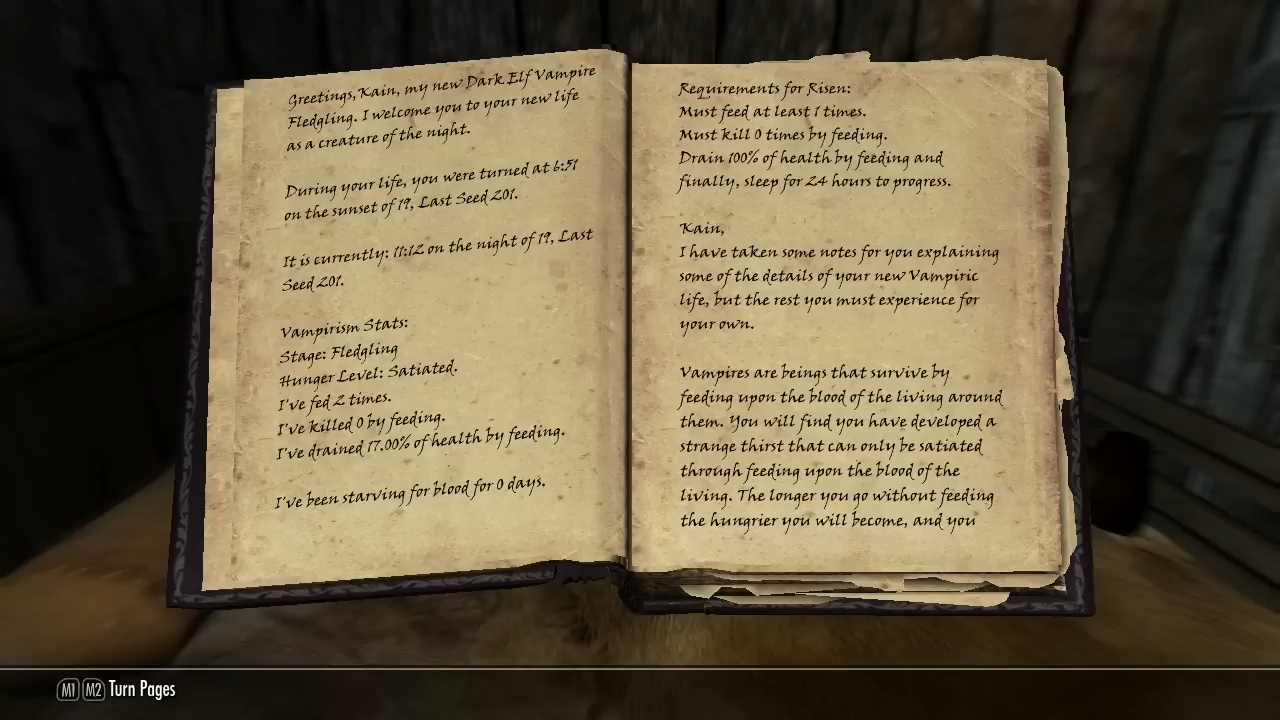 Greetings, Kain, my new Dark Elf Vampire
Fledgling. I welcome you to your new life
as a creature of the night.
During your life, you were turned at 6:51
on the sunset of 19, Last Seed 201.
It is currently: 11:12 on the night of 19, Last
Seed 201.
Vampirism Stats:
Stage: Fledgling
Hunger Level: Satiated.
I've fed 2 times.
I've killed 0 by feeding.
I've drained 17.00% of health by feeding.
I've been starving for blood for 0 days.
Requirements for Risen:
Must feed at least 1 times.
Must kill 0 times by feeding.
Drain 100% of health by feeding and
finally, sleep for 24 hours to progress.
Kain,
I have taken some notes for you explaining
some of the details of your new Vampiric
life, but the rest you must experience for
your own.
Vampires are beings that survive by
feeding upon the blood of the living around
them. You will find you have developed a
strange thirst that can only be satiated
through feeding upon the blood of the
living. The longer you go without feeding
the hungrier you will become, and you
M1 M2 Turn Pages